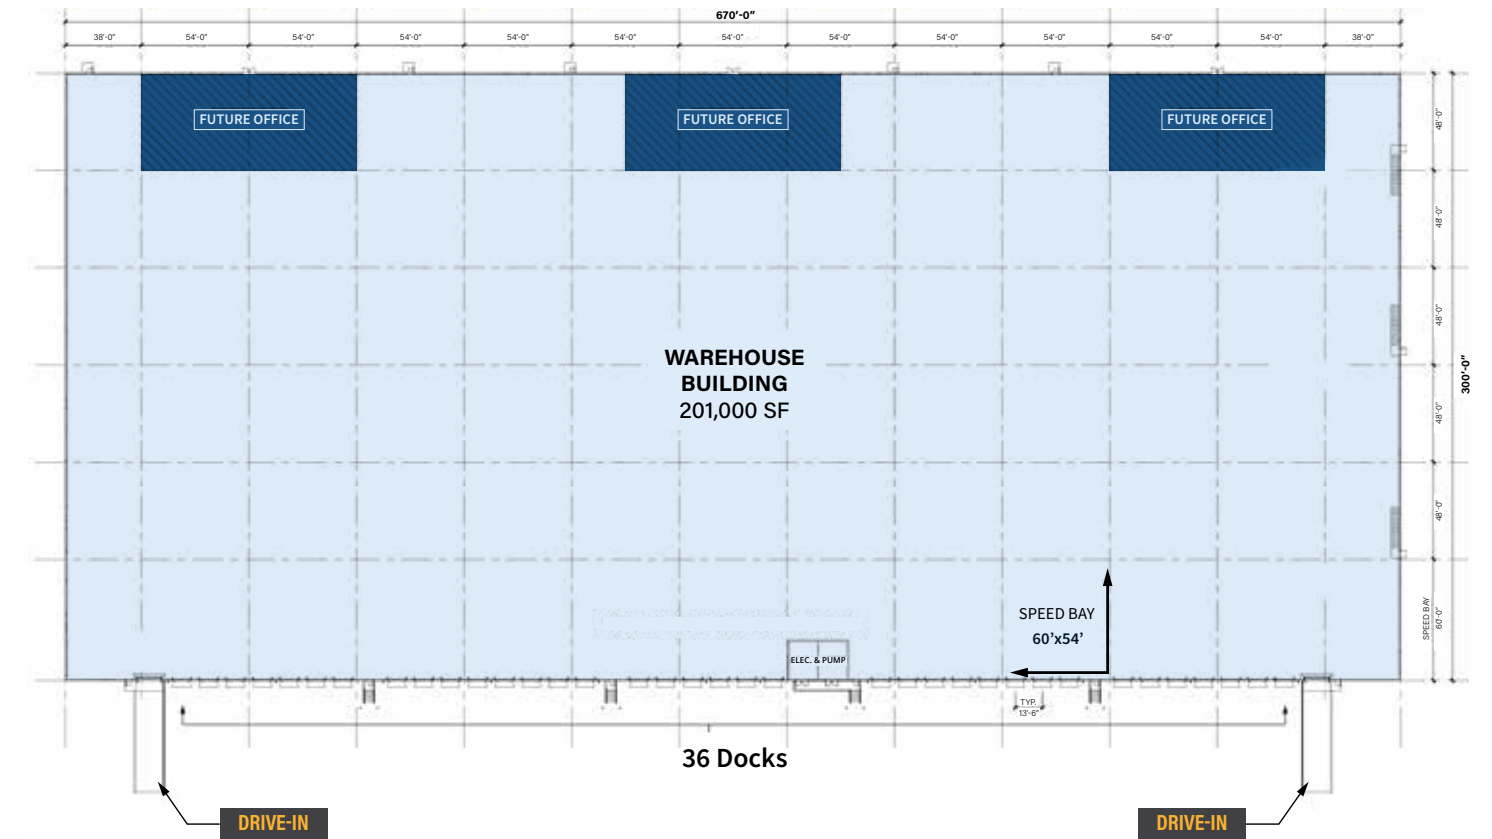 670'-0"
38'-0" 54'-0" 54'-0" 54'-0" 54'-0" 54'-0" 54'-0" 54'-0" 54'-0" 54'-0" 54'-0" 54'-0" 38'-0"
FUTURE OFFICE FUTURE OFFICE FUTURE OFFICE
48'-0"
48'-0"
48'-0"
48'-0"
48'-0"
SPEED BAY
60'-0"
300'-0"
WAREHOUSE
BUILDING
201,000 SF
SPEED BAY
60'x54'
ELEC. & PUMP
TYP.
13'-6"
36 Docks
DRIVE-IN DRIVE-IN